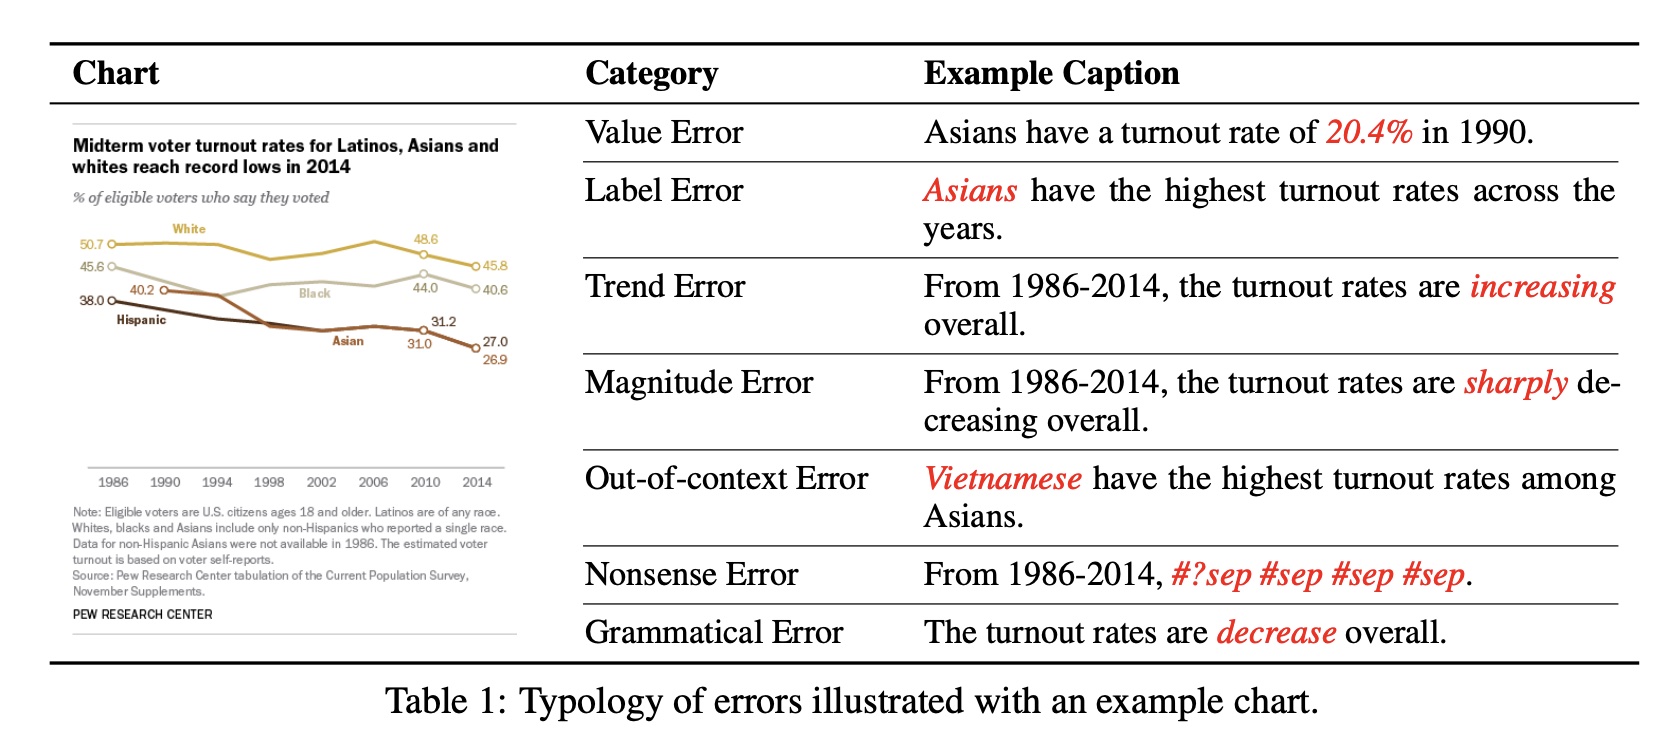 Chart Category Example Caption
Midterm voter turnout rates for Latinos, Asians and
whites reach record lows in 2014
% of eligible voters who say they voted
White
50.7
48.6
45.8
45.6
Black
44.0
40.6
40.2
38.0
Hispanic
31.2
Asian
31.0
27.0
26.9
1986 1990 1994 1998 2002 2006 2010 2014
Note: Eligible voters are U.S. citizens ages 18 and older. Latinos are of any race.
Whites, blacks and Asians include only non-Hispanics who reported a single race.
Data for non-Hispanic Asians were not available in 1986. The estimated voter
turnout is based on voter self-reports.
Source: Pew Research Center tabulation of the Current Population Survey,
November Supplements.
PEW RESEARCH CENTER
Value Error Asians have a turnout rate of 20.4% in 1990.
Label Error Asians have the highest turnout rates across the
years.
Trend Error From 1986-2014, the turnout rates are increasing
overall.
Magnitude Error From 1986-2014, the turnout rates are sharply de-
creasing overall.
Out-of-context Error Vietnamese have the highest turnout rates among
Asians.
Nonsense Error From 1986-2014, #?sep #sep #sep #sep.
Grammatical Error The turnout rates are decrease overall.
Table 1: Typology of errors illustrated with an example chart.